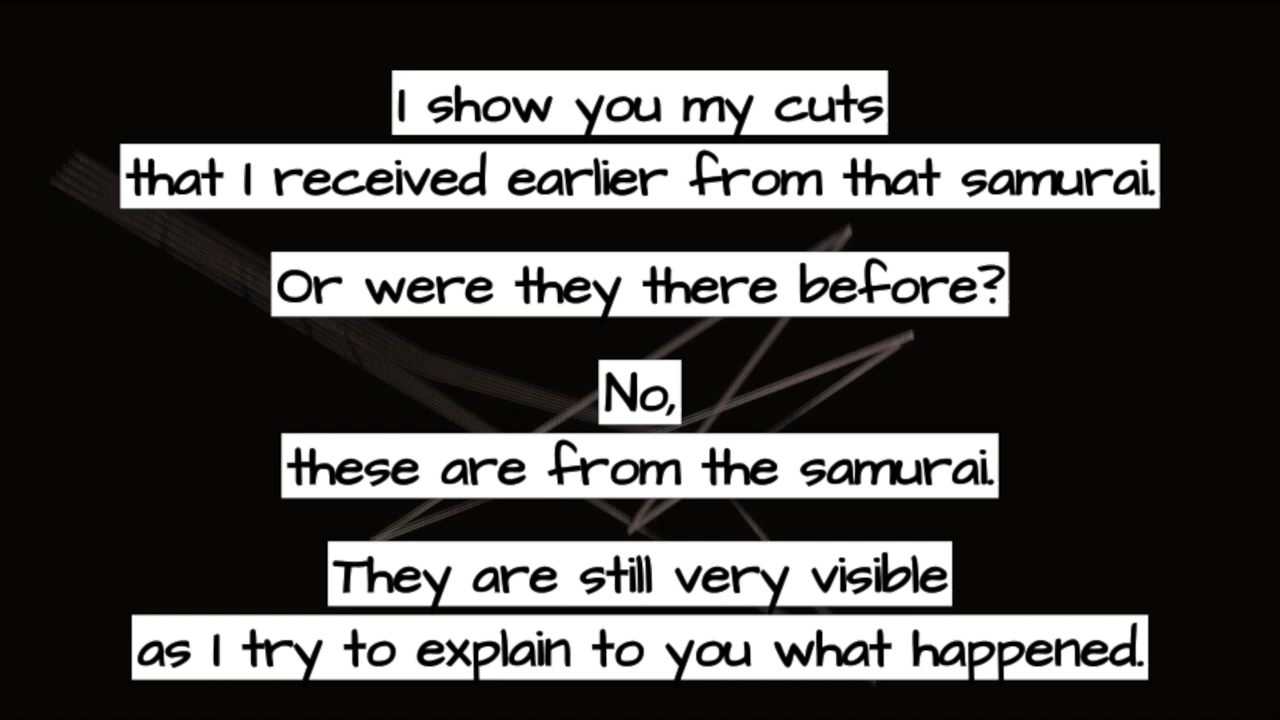 I show you my cuts
that I received earlier from that samurai.
Or were they there before?
No,
these are from the samurai.
They are still very visible
as I try to explain to you what happened.